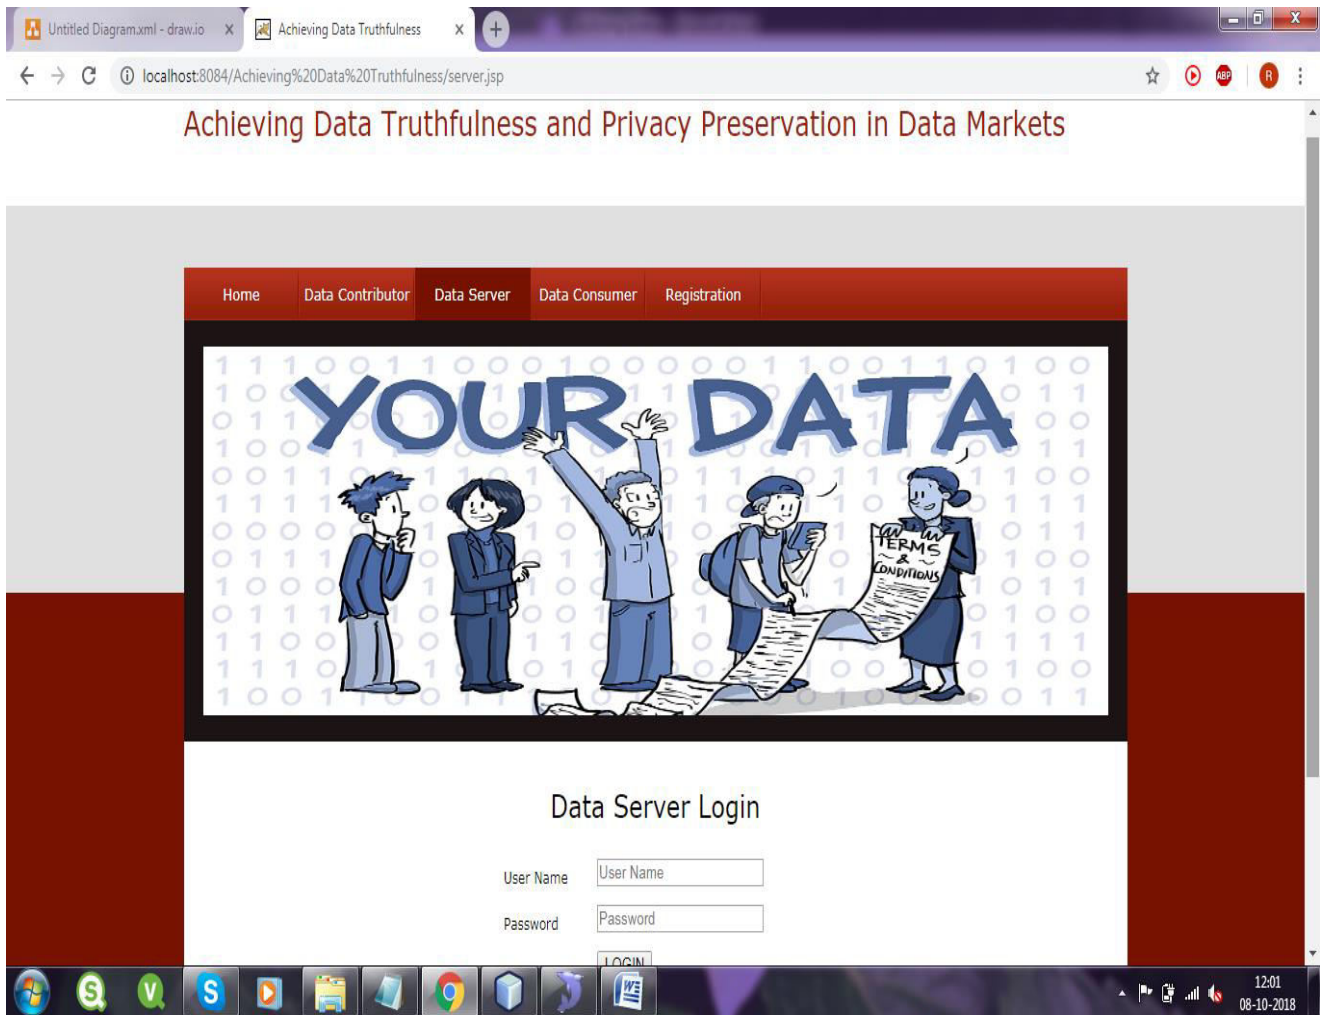 Untitled Diagram.xml - draw.io
Achieving Data Truthfulness
localhost:8084/Achieving%20Data%20Truthfulness/server.jsp
ABP
R
Achieving Data Truthfulness and Privacy Preservation in Data Markets
Home Data Contributor Data Server Data Consumer Registration
YOUR DATA
TERMS
~ & ~
CONDITIONS
Data Server Login
User Name User Name
Password Password
LOGIN
12:01
08-10-2018